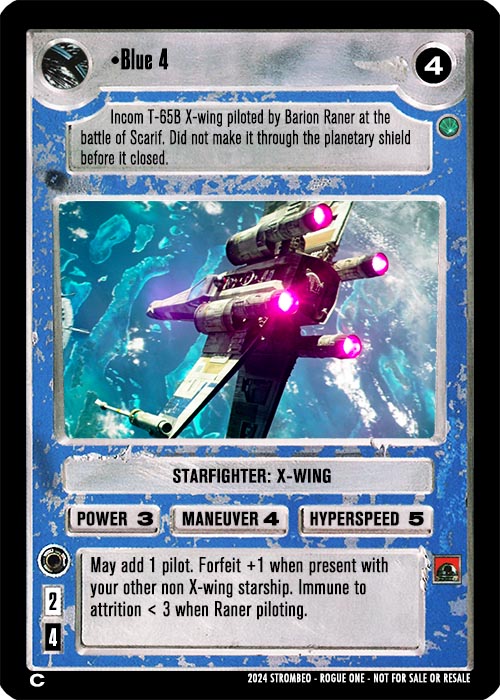 •Blue 4
4
Incom T-65B X-wing piloted by Barion Raner at the
battle of Scarif. Did not make it through the planetary shield
before it closed.
STARFIGHTER: X-WING
POWER 3 MANEUVER 4 HYPERSPEED 5
May add 1 pilot. Forfeit +1 when present with
your other non X-wing starship. Immune to
attrition < 3 when Raner piloting.
2
4
C
2024 STROMBEO - ROGUE ONE - NOT FOR SALE OR RESALE